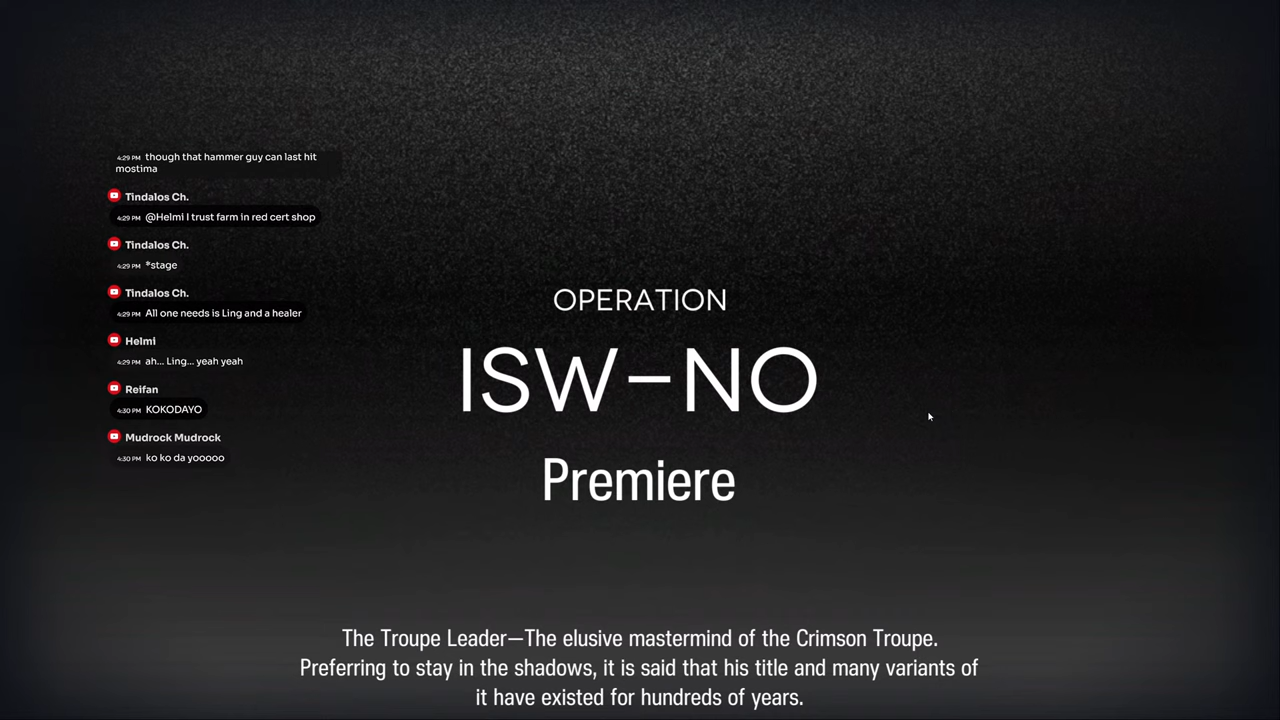 4:29 PM though that hammer guy can last hit
mostima
Tindalos Ch.
4:29 PM @Helmi I trust farm in red cert shop
Tindalos Ch.
4:29 PM *stage
Tindalos Ch.
4:29 PM All one needs is Ling and a healer
Helmi
4:29 PM ah... Ling... yeah yeah
Reifan
4:30 PM KOKODAYO
Mudrock Mudrock
4:30 PM ko ko da yooooo
OPERATION
ISW-NO
Premiere
The Troupe Leader—The elusive mastermind of the Crimson Troupe.
Preferring to stay in the shadows, it is said that his title and many variants of
it have existed for hundreds of years.